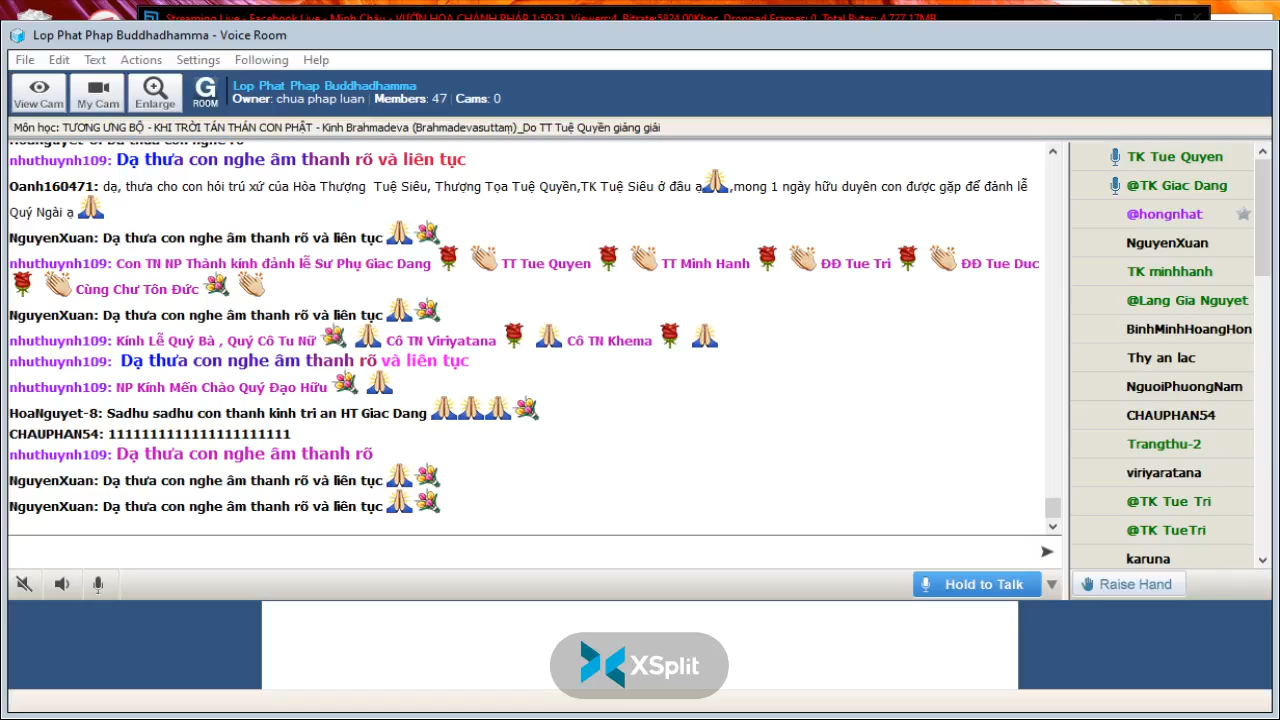 Streaming Live - Facebook Live - Minh Châu - VƯỜN HOA CHÁNH PHÁP 1:50:31, Viewers:4, Bitrate:5824.00Kbps, Dropped Frames: 0, Total Bytes: 4,727.17MB
Lop Phat Phap Buddhadhamma - Voice Room
File Edit Text Actions Settings Following Help
View Cam My Cam Enlarge G ROOM
Lop Phat Phap Buddhadhamma
Owner: chua phap luan | Members: 47 | Cams: 0
Môn học: TƯƠNG ƯNG BỘ - KHI TRỜI TÁN THÁN CON PHẬT - Kinh Brahmadeva (Brahmadevasuttaṃ)_Do TT Tuệ Quyền giảng giải
nhuthuynh109: Dạ thưa con nghe âm thanh rõ và liên tục
Oanh160471: dạ, thưa cho con hỏi trú xứ của Hòa Thượng Tuệ Siêu, Thượng Tọa Tuệ Quyền,TK Tuệ Siêu ở đâu ạ🙏,mong 1 ngày hữu duyên con được gặp để đảnh lễ
Quý Ngài ạ 🙏
NguyenXuan: Dạ thưa con nghe âm thanh rõ và liên tục
nhuthuynh109: Con TN NP Thành kính đảnh lễ Sư Phụ Giac Dang TT Tue Quyen TT Minh Hanh ĐĐ Tue Tri ĐĐ Tue Duc
Cùng Chư Tôn Đức
NguyenXuan: Dạ thưa con nghe âm thanh rõ và liên tục
nhuthuynh109: Kính Lễ Quý Bà , Quý Cô Tu Nữ Cô TN Viriyatana Cô TN Khema
nhuthuynh109: Dạ thưa con nghe âm thanh rõ và liên tục
nhuthuynh109: NP Kính Mến Chào Quý Đạo Hữu
HoaNguyet-8: Sadhu sadhu con thanh kinh tri an HT Giac Dang
CHAUPHAN54: 1111111111111111111111
nhuthuynh109: Dạ thưa con nghe âm thanh rõ
NguyenXuan: Dạ thưa con nghe âm thanh rõ và liên tục
NguyenXuan: Dạ thưa con nghe âm thanh rõ và liên tục
Hold to Talk
TK Tue Quyen
@TK Giac Dang
@hongnhat
NguyenXuan
TK minhhanh
@Lang Gia Nguyet
BinhMinhHoangHon
Thy an lac
NguoiPhuongNam
CHAUPHAN54
Trangthu-2
viriyaratana
@TK Tue Tri
@TK TueTri
karuna
Raise Hand
XSplit